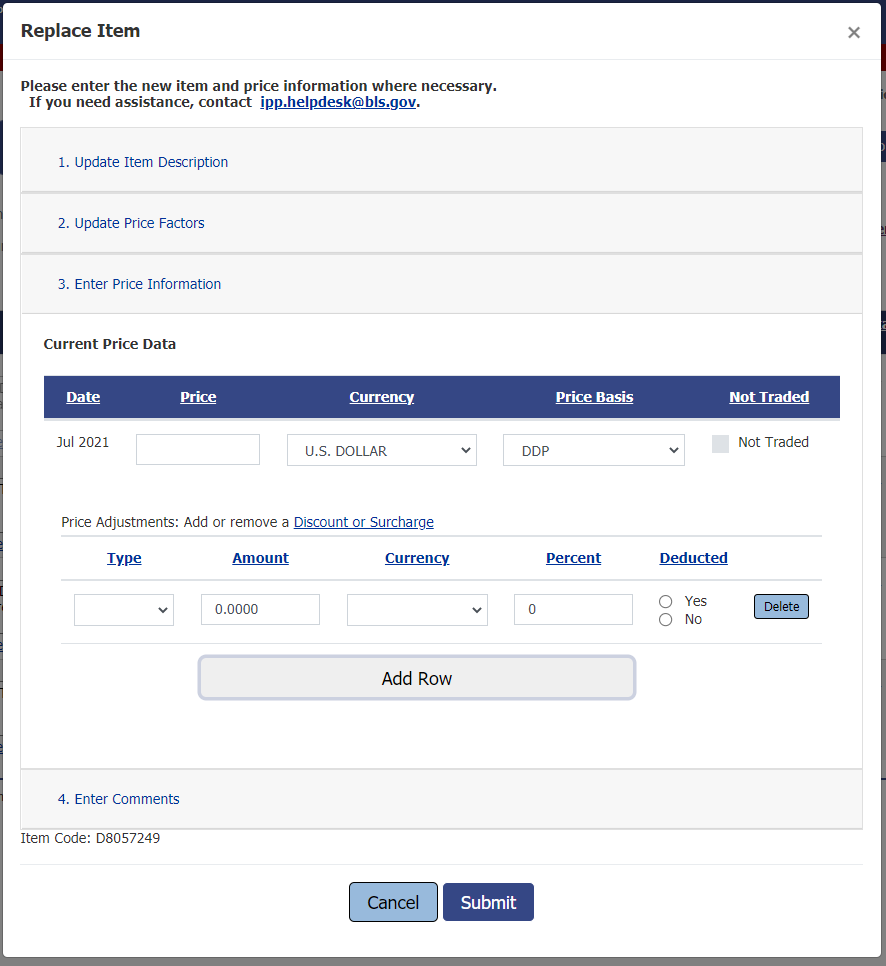 Replace Item
×
Please enter the new item and price information where necessary.
If you need assistance, contact ipp.helpdesk@bls.gov.
1. Update Item Description
2. Update Price Factors
3. Enter Price Information
Current Price Data
Date Price Currency Price Basis Not Traded
Jul 2021 U.S. DOLLAR DDP Not Traded
Price Adjustments: Add or remove a Discount or Surcharge
Type Amount Currency Percent Deducted
0.0000 0 Yes Delete
No
Add Row
4. Enter Comments
Item Code: D8057249
Cancel Submit